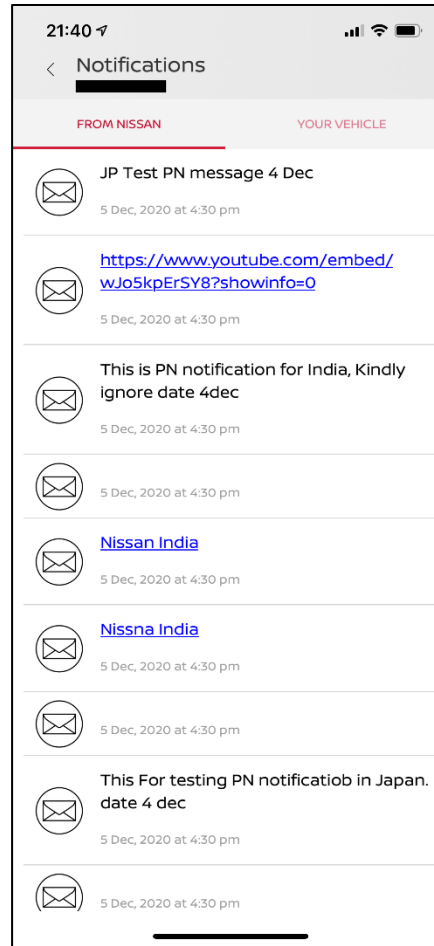 21:40
Notifications
FROM NISSAN
YOUR VEHICLE
JP Test PN message 4 Dec
5 Dec, 2020 at 4:30 pm
https://www.youtube.com/embed/
wJo5kpErSY8?showinfo=0
5 Dec, 2020 at 4:30 pm
This is PN notification for India, Kindly
ignore date 4dec
5 Dec, 2020 at 4:30 pm
5 Dec, 2020 at 4:30 pm
Nissan India
5 Dec, 2020 at 4:30 pm
Nissna India
5 Dec, 2020 at 4:30 pm
5 Dec, 2020 at 4:30 pm
This For testing PN notificatiob in Japan.
date 4 dec
5 Dec, 2020 at 4:30 pm
5 Dec, 2020 at 4:30 pm